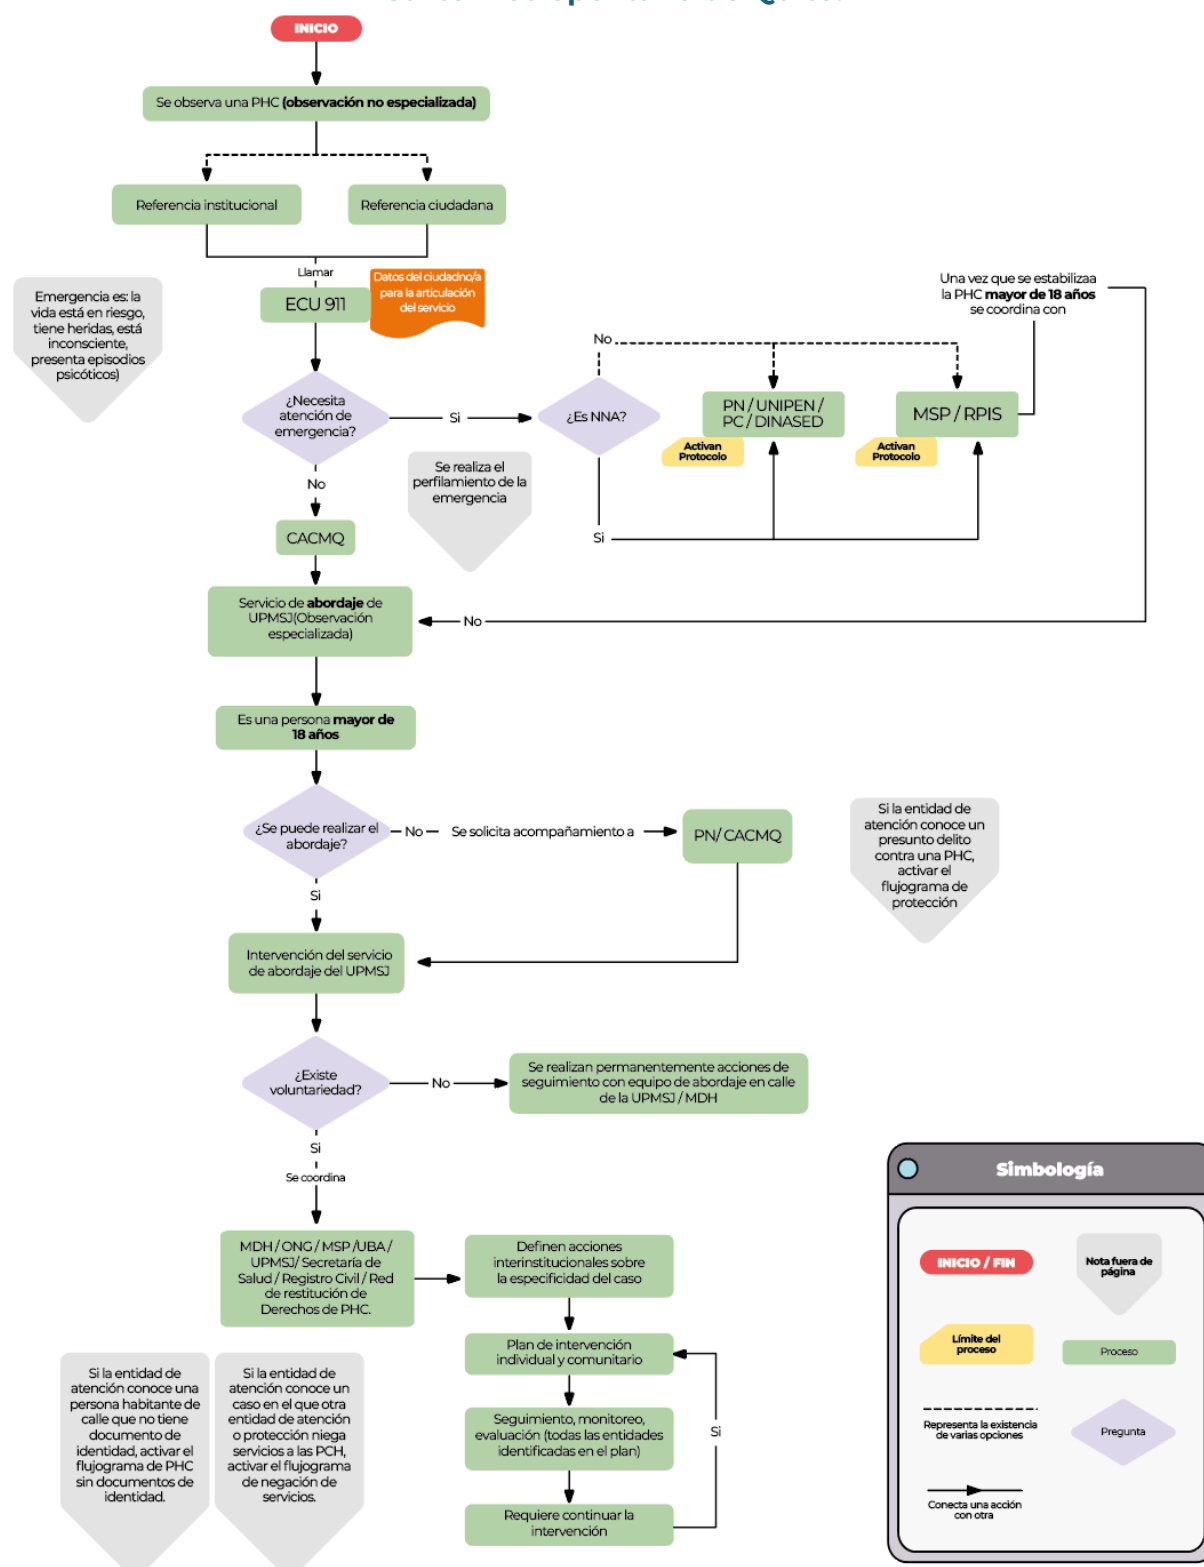 INICIO
Se observa una PHC (observación no especializada)
Referencia institucional
Referencia ciudadana
Llamar
ECU 911
Datos del ciudadno/a
para la articulación
del servicio
Emergencia es: la
vida está en riesgo,
tiene heridas, está
inconsciente,
presenta episodios
psicóticos)
Una vez que se estabilizaa
la PHC mayor de 18 años
se coordina con
¿Necesita
atención de
emergencia?
Si
¿Es NNA?
No
PN / UNIPEN /
PC / DINASED
Activan
Protocolo
MSP / RPIS
Activan
Protocolo
Si
Se realiza el
perfilamiento de la
emergencia
No
CACMQ
Servicio de abordaje de
UPMSJ(Observación
especializada)
No
Es una persona mayor de
18 años
¿Se puede realizar el
abordaje?
No
Se solicita acompañamiento a
PN/ CACMQ
Si la entidad de
atención conoce un
presunto delito
contra una PHC,
activar el
flujograma de
protección
Si
Intervención del servicio
de abordaje del UPMSJ
¿Existe
voluntariedad?
No
Se realizan permanentemente acciones de
seguimiento con equipo de abordaje en calle
de la UPMSJ / MDH
Si
Se coordina
MDH / ONG / MSP /UBA /
UPMSJ/ Secretaría de
Salud / Registro Civil / Red
de restitución de
Derechos de PHC.
Definen acciones
interinstitucionales sobre
la especificidad del caso
Plan de intervención
individual y comunitario
Seguimiento, monitoreo,
evaluación (todas las entidades
identificadas en el plan)
Si
Requiere continuar la
intervención
Si la entidad de
atención conoce una
persona habitante de
calle que no tiene
documento de
identidad, activar el
flujograma de PHC
sin documentos de
identidad.
Si la entidad de
atención conoce un
caso en el que otra
entidad de atención
o protección niega
servicios a las PCH,
activar el flujograma
de negación de
servicios.
Simbología
INICIO / FIN
Nota fuera de
página
Límite del
proceso
Proceso
Representa la existencia
de varias opciones
Pregunta
Conecta una acción
con otra